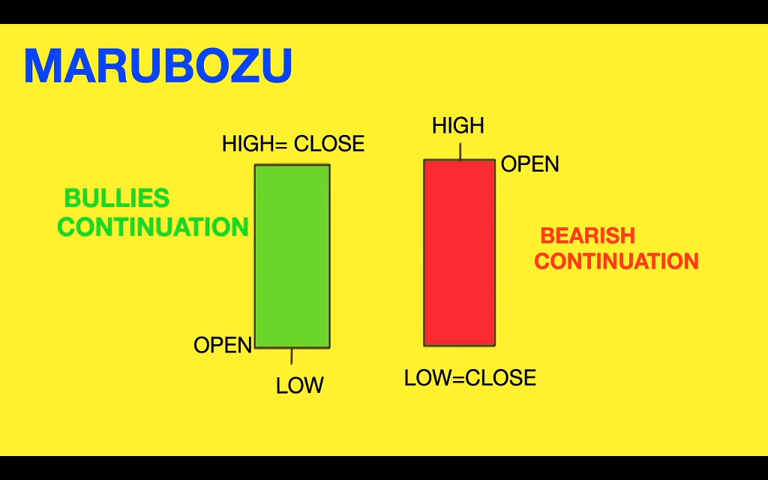 MARUBOZU
HIGH= CLOSE
BULLIES
CONTINUATION
OPEN
LOW
HIGH
OPEN
BEARISH
CONTINUATION
LOW=CLOSE